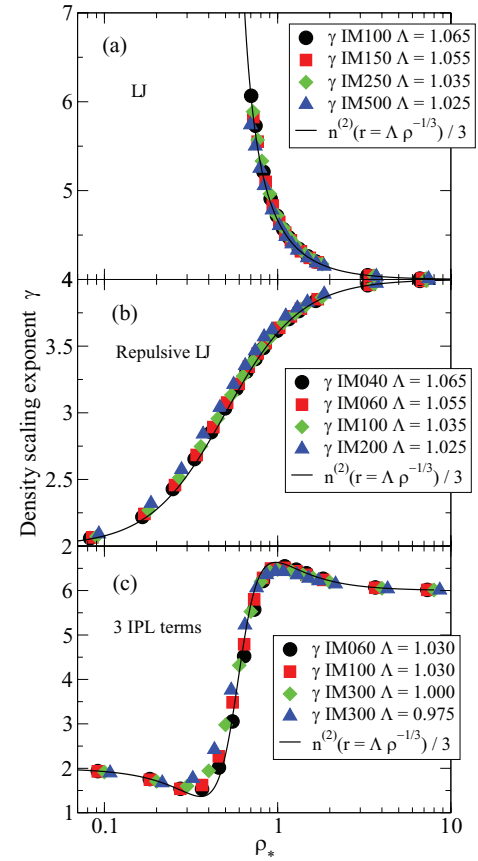 7
(a)
LJ
γ IM100 Λ = 1.065
γ IM150 Λ = 1.055
γ IM250 Λ = 1.035
γ IM500 Λ = 1.025
n^(2)(r = Λ ρ^−1/3) / 3
6
5
4
(b)
Repulsive LJ
γ IM040 Λ = 1.065
γ IM060 Λ = 1.055
γ IM100 Λ = 1.035
γ IM200 Λ = 1.025
n^(2)(r = Λ ρ^−1/3) / 3
3.5
3
2.5
2
Density scaling exponent γ
(c)
3 IPL terms
γ IM060 Λ = 1.030
γ IM100 Λ = 1.030
γ IM300 Λ = 1.000
γ IM300 Λ = 0.975
n^(2)(r = Λ ρ^−1/3) / 3
6
5
4
3
2
1
0.1
1
10
ρ*